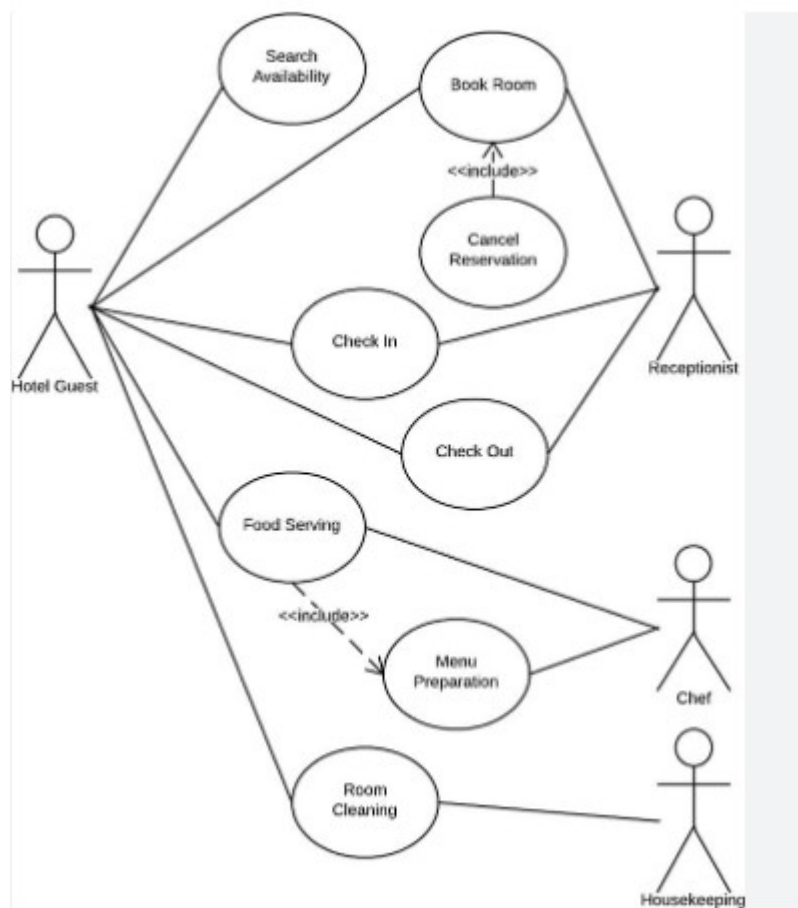 Search
Availability
Book Room
<<include>>
Cancel
Reservation
Check In
Hotel Guest
Receptionist
Check Out
Food Serving
<<include>>
Menu
Preparation
Chef
Room
Cleaning
Housekeeping